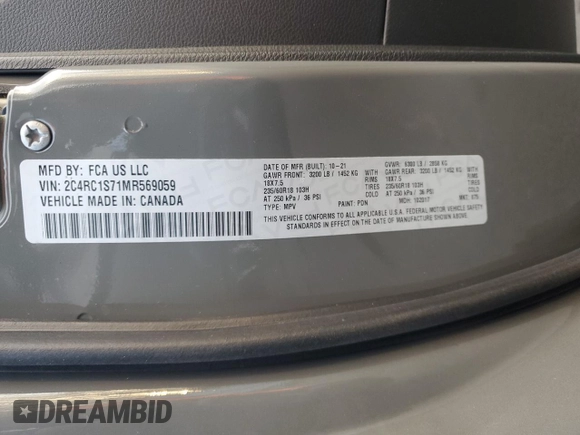 MFD BY: FCA US LLC
VIN: 2C4RC1S71MR569059
VEHICLE MADE IN: CANADA
DATE OF MFR (BUILT): 10-21
GAWR FRONT: 3200 LB / 1452 KG
18X7.5 RIMS
235/60R18 103H TIRES
AT 250 kPa / 36 PSI COLD
TYPE: MPV
GVWR: 6300 LB / 2858 KG
GAWR REAR: 3200 LB / 1452 KG WITH
18X7.5 RIMS
235/60R18 103H TIRES
AT 250 kPa / 36 PSI COLD
PAINT: PDN
MDH: 102017
MKT:
THIS VEHICLE CONFORMS TO ALL APPLICABLE U.S.A. FEDERAL MOTOR VEHICLE SAFETY
STANDARDS IN EFFECT ON THE DATE OF MANUFACTURE SHOWN ABOVE.
DREAMBID